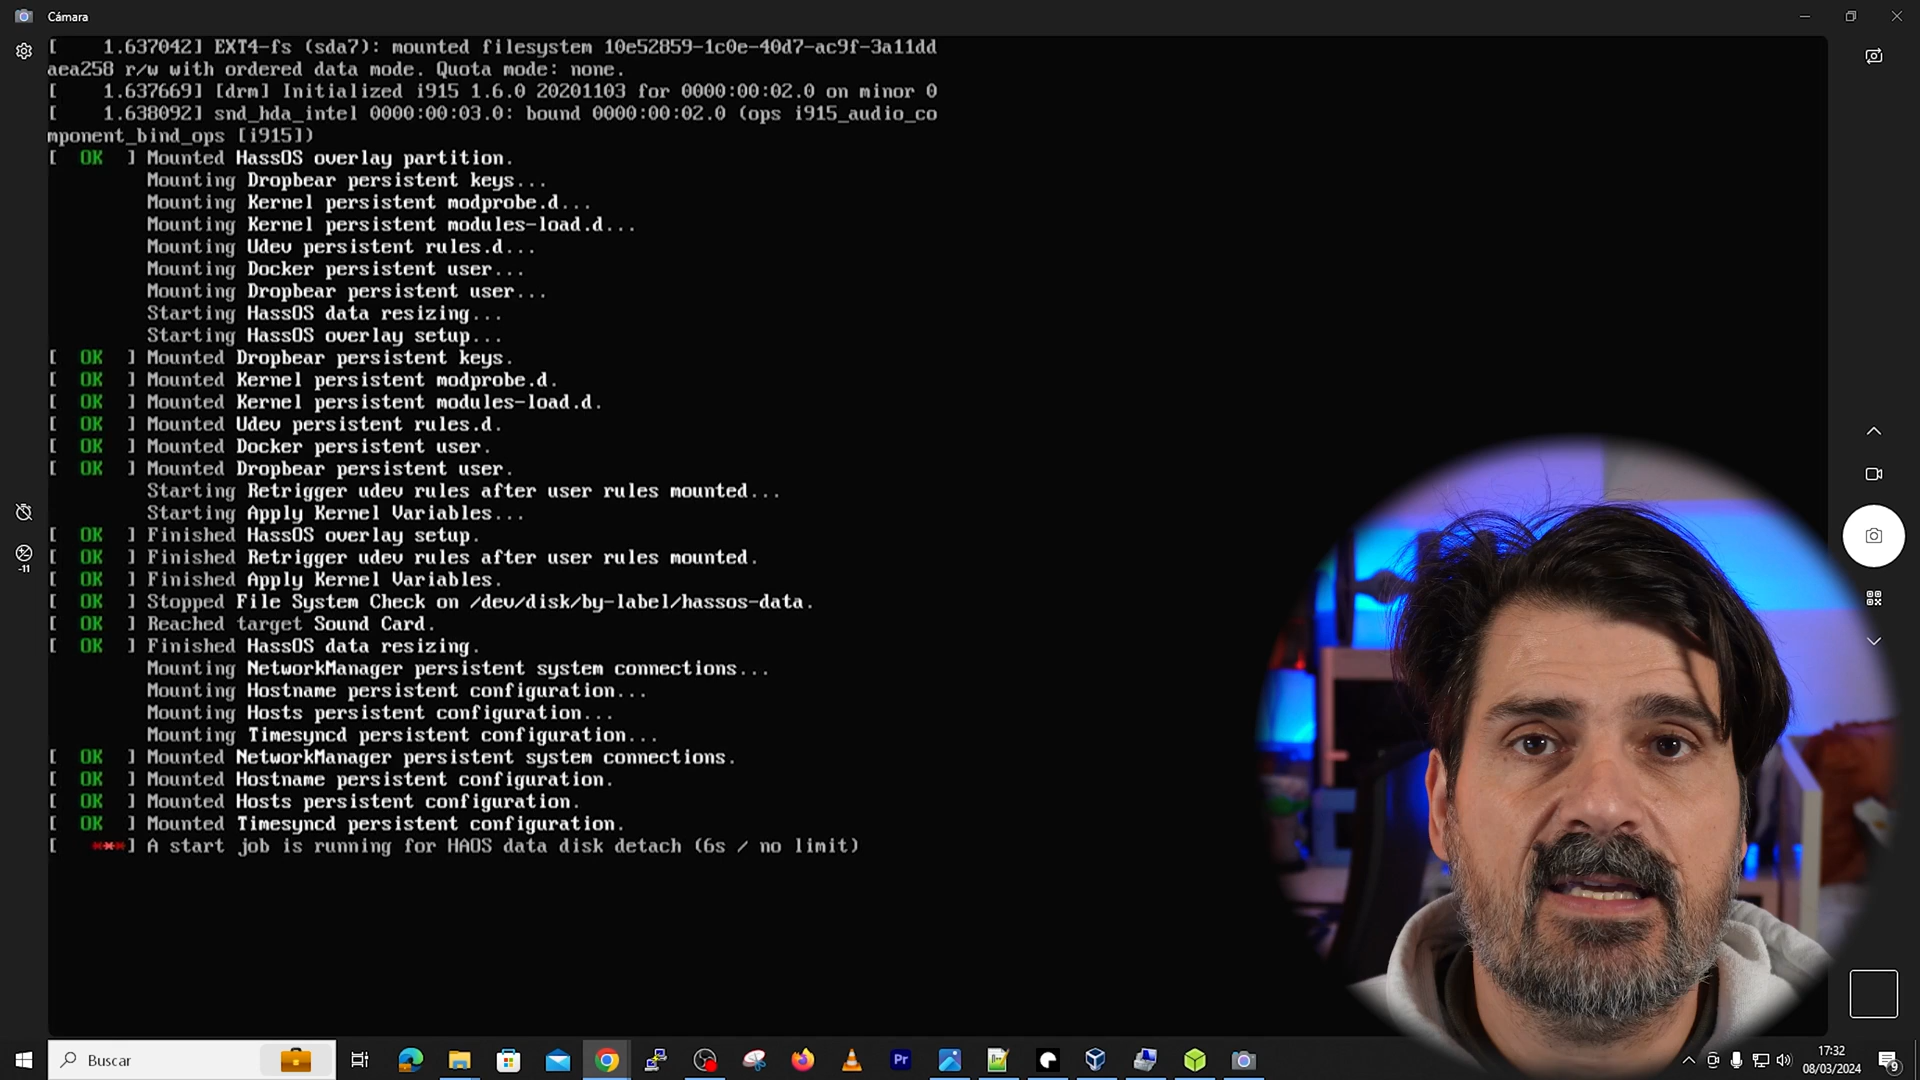 Cámara
[    1.637042] EXT4-fs (sda7): mounted filesystem 10e52859-1c0e-40d7-ac9f-3a11dd
aea258 r/w with ordered data mode. Quota mode: none.
[    1.637669] [drm] Initialized i915 1.6.0 20201103 for 0000:00:02.0 on minor 0
[    1.638092] snd_hda_intel 0000:00:03.0: bound 0000:00:02.0 (ops i915_audio_co
mponent_bind_ops [i915])
[  OK  ] Mounted HassOS overlay partition.
Mounting Dropbear persistent keys...
Mounting Kernel persistent modprobe.d...
Mounting Kernel persistent modules-load.d...
Mounting Udev persistent rules.d...
Mounting Docker persistent user...
Mounting Dropbear persistent user...
Starting HassOS data resizing...
Starting HassOS overlay setup...
[  OK  ] Mounted Dropbear persistent keys.
[  OK  ] Mounted Kernel persistent modprobe.d.
[  OK  ] Mounted Kernel persistent modules-load.d.
[  OK  ] Mounted Udev persistent rules.d.
[  OK  ] Mounted Docker persistent user.
[  OK  ] Mounted Dropbear persistent user.
Starting Retrigger udev rules after user rules mounted...
Starting Apply Kernel Variables...
[  OK  ] Finished HassOS overlay setup.
[  OK  ] Finished Retrigger udev rules after user rules mounted.
[  OK  ] Finished Apply Kernel Variables.
[  OK  ] Stopped File System Check on /dev/disk/by-label/hassos-data.
[  OK  ] Reached target Sound Card.
[  OK  ] Finished HassOS data resizing.
Mounting NetworkManager persistent system connections...
Mounting Hostname persistent configuration...
Mounting Hosts persistent configuration...
Mounting Timesyncd persistent configuration...
[  OK  ] Mounted NetworkManager persistent system connections.
[  OK  ] Mounted Hostname persistent configuration.
[  OK  ] Mounted Hosts persistent configuration.
[  OK  ] Mounted Timesyncd persistent configuration.
[   ***] A start job is running for HAOS data disk detach (6s / no limit)
-11
Buscar
Pr
17:32
08/03/2024
9